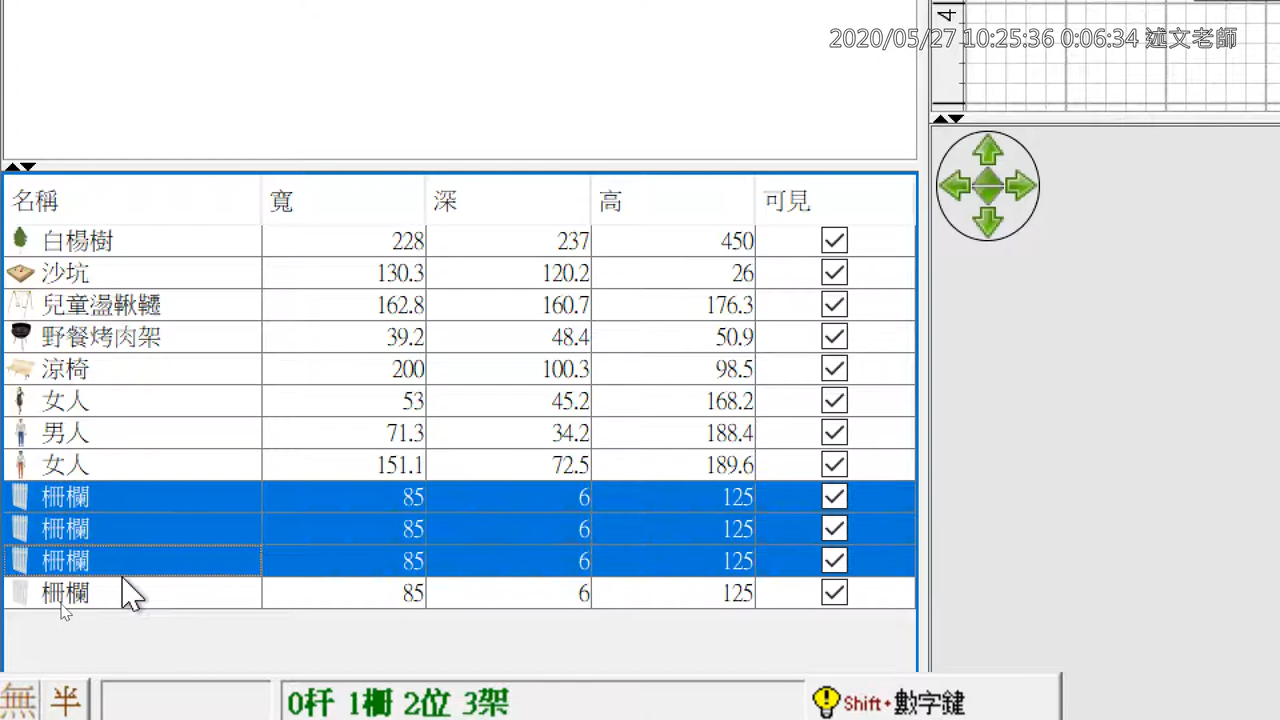 4
2020/05/27 10:25:36 0:06:34 述文老師
名稱 寬 深 高 可見
白楊樹 228 237 450
沙坑 130.3 120.2 26
兒童盪鞦韆 162.8 160.7 176.3
野餐烤肉架 39.2 48.4 50.9
涼椅 200 100.3 98.5
女人 53 45.2 168.2
男人 71.3 34.2 188.4
女人 151.1 72.5 189.6
柵欄 85 6 125
柵欄 85 6 125
柵欄 85 6 125
柵欄 85 6 125
無 半 0杆 1柵 2位 3架 Shift+數字鍵